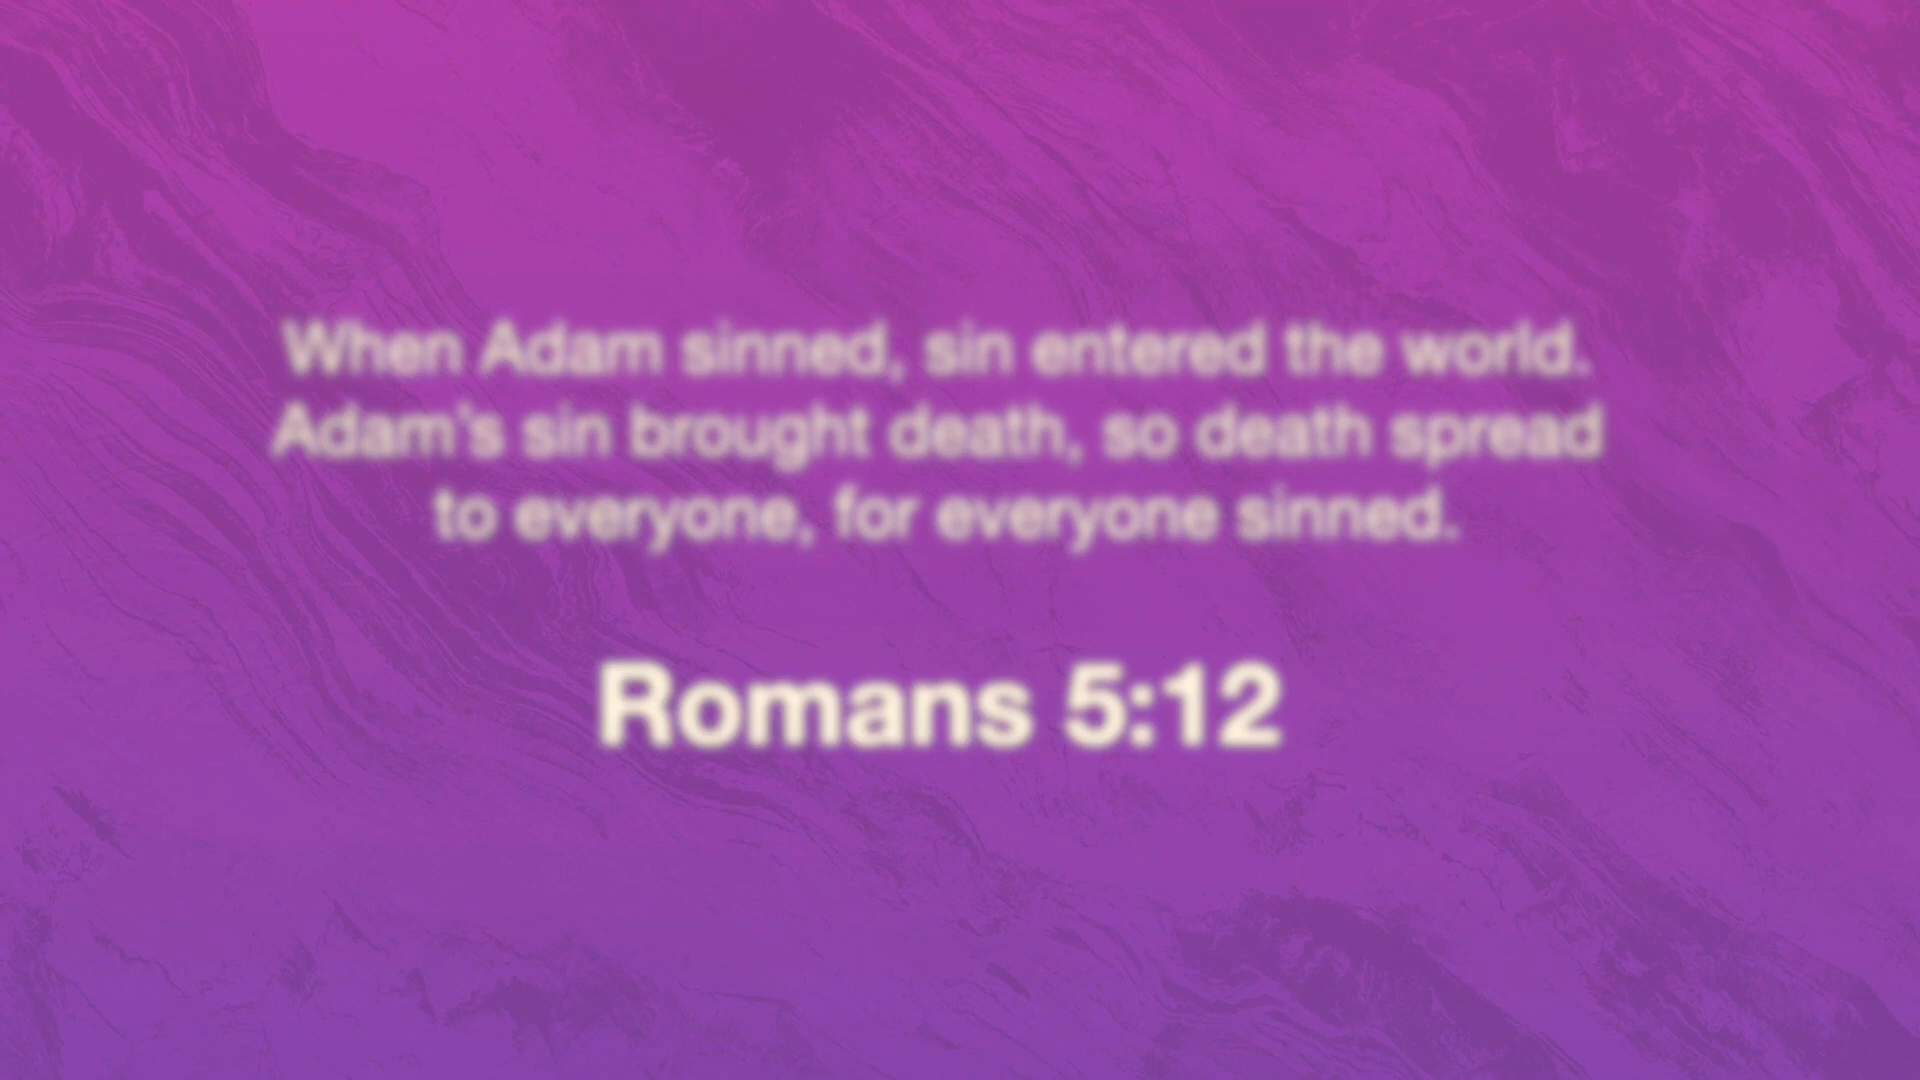 When Adam sinned, sin entered the world.
Adam's sin brought death, so death spread
to everyone, for everyone sinned.
Romans 5:12